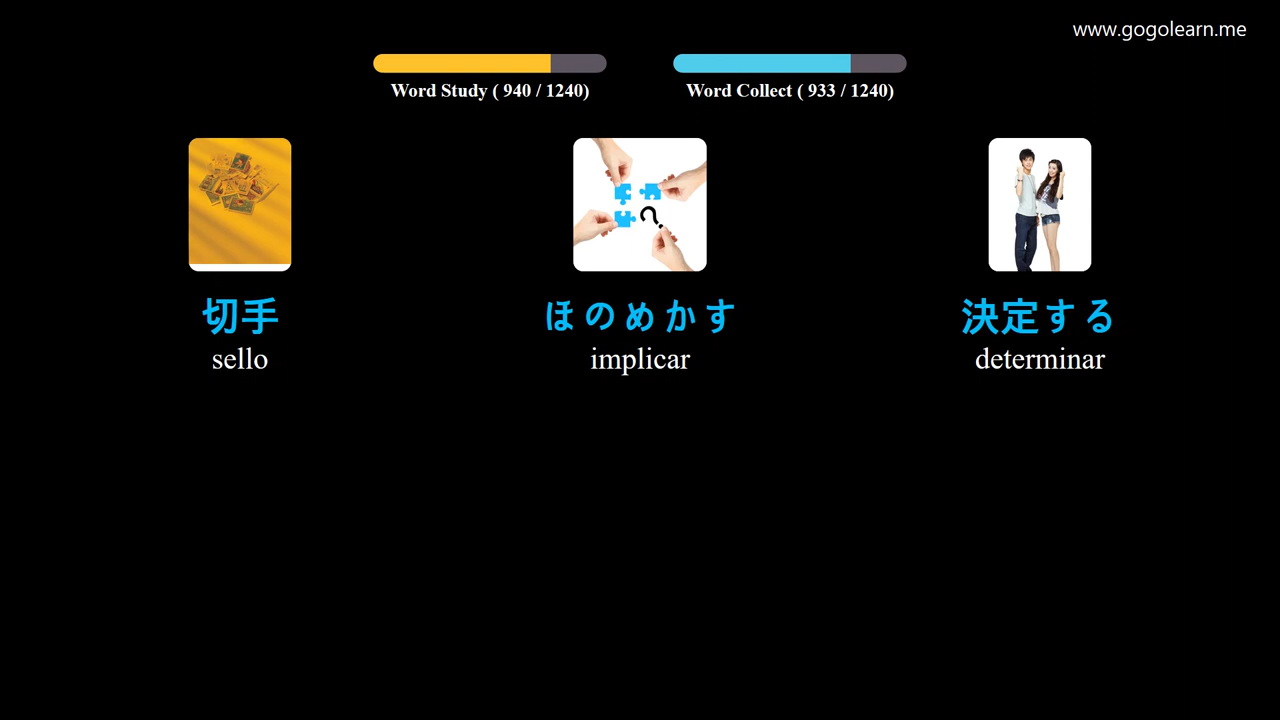 www.gogolearn.me
Word Study ( 940 / 1240)
Word Collect ( 933 / 1240)
切手
ほのめかす
決定する
sello
implicar
determinar